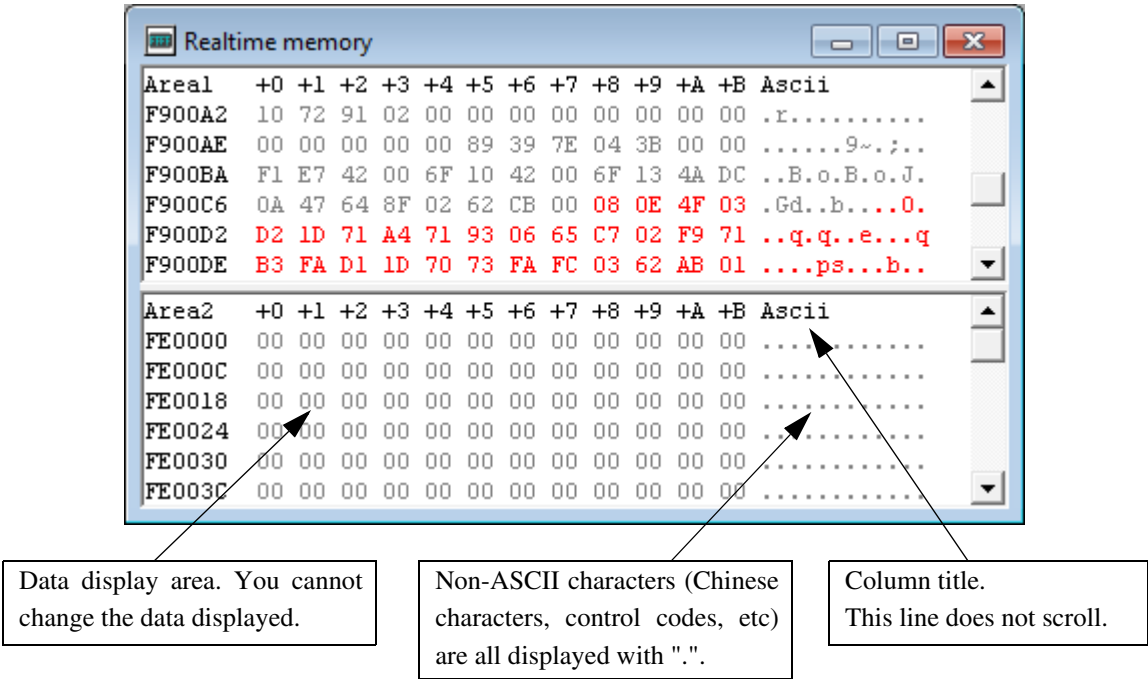 Realtime memory
Area1 +0 +1 +2 +3 +4 +5 +6 +7 +8 +9 +A +B Ascii
F900A2 10 72 91 02 00 00 00 00 00 00 00 00 .r..........
F900AE 00 00 00 00 00 89 39 7E 04 3B 00 00 ......9~.;..
F900BA F1 E7 42 00 6F 10 42 00 6F 13 4A DC ..B.o.B.o.J.
F900C6 0A 47 64 8F 02 62 CB 00 08 0E 4F 03 .Gd..b....O.
F900D2 D2 1D 71 A4 71 93 06 65 C7 02 F9 71 ..q.q..e...q
F900DE B3 FA D1 1D 70 73 FA FC 03 62 AB 01 ....ps...b..
Area2 +0 +1 +2 +3 +4 +5 +6 +7 +8 +9 +A +B Ascii
FE0000 00 00 00 00 00 00 00 00 00 00 00 00 ............
FE000C 00 00 00 00 00 00 00 00 00 00 00 00 ............
FE0018 00 00 00 00 00 00 00 00 00 00 00 00 ............
FE0024 00 00 00 00 00 00 00 00 00 00 00 00 ............
FE0030 00 00 00 00 00 00 00 00 00 00 00 00 ............
FE003C 00 00 00 00 00 00 00 00 00 00 00 00 ............
Data display area. You cannot
change the data displayed.
Non-ASCII characters (Chinese
characters, control codes, etc)
are all displayed with ".".
Column title.
This line does not scroll.